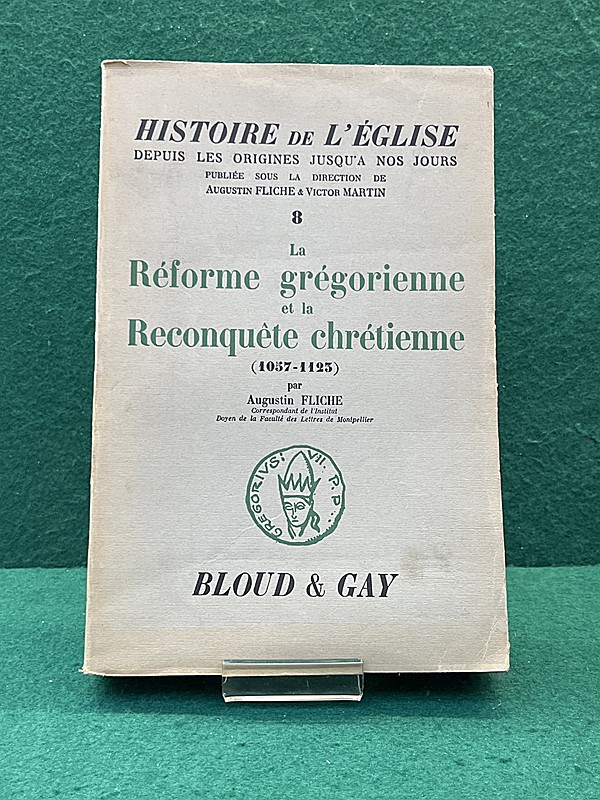 HISTOIRE DE L'ÉGLISE
DEPUIS LES ORIGINES JUSQU'A NOS JOURS
PUBLIÉE SOUS LA DIRECTION DE
AUGUSTIN FLICHE & VICTOR MARTIN
8
La
Réforme grégorienne
et la
Reconquête chrétienne
(1057-1123)
par
Augustin FLICHE
Correspondant de l'Institut
Doyen de la Faculté des Lettres de Montpellier
GREGORIVS: VII. P.P.
BLOUD & GAY